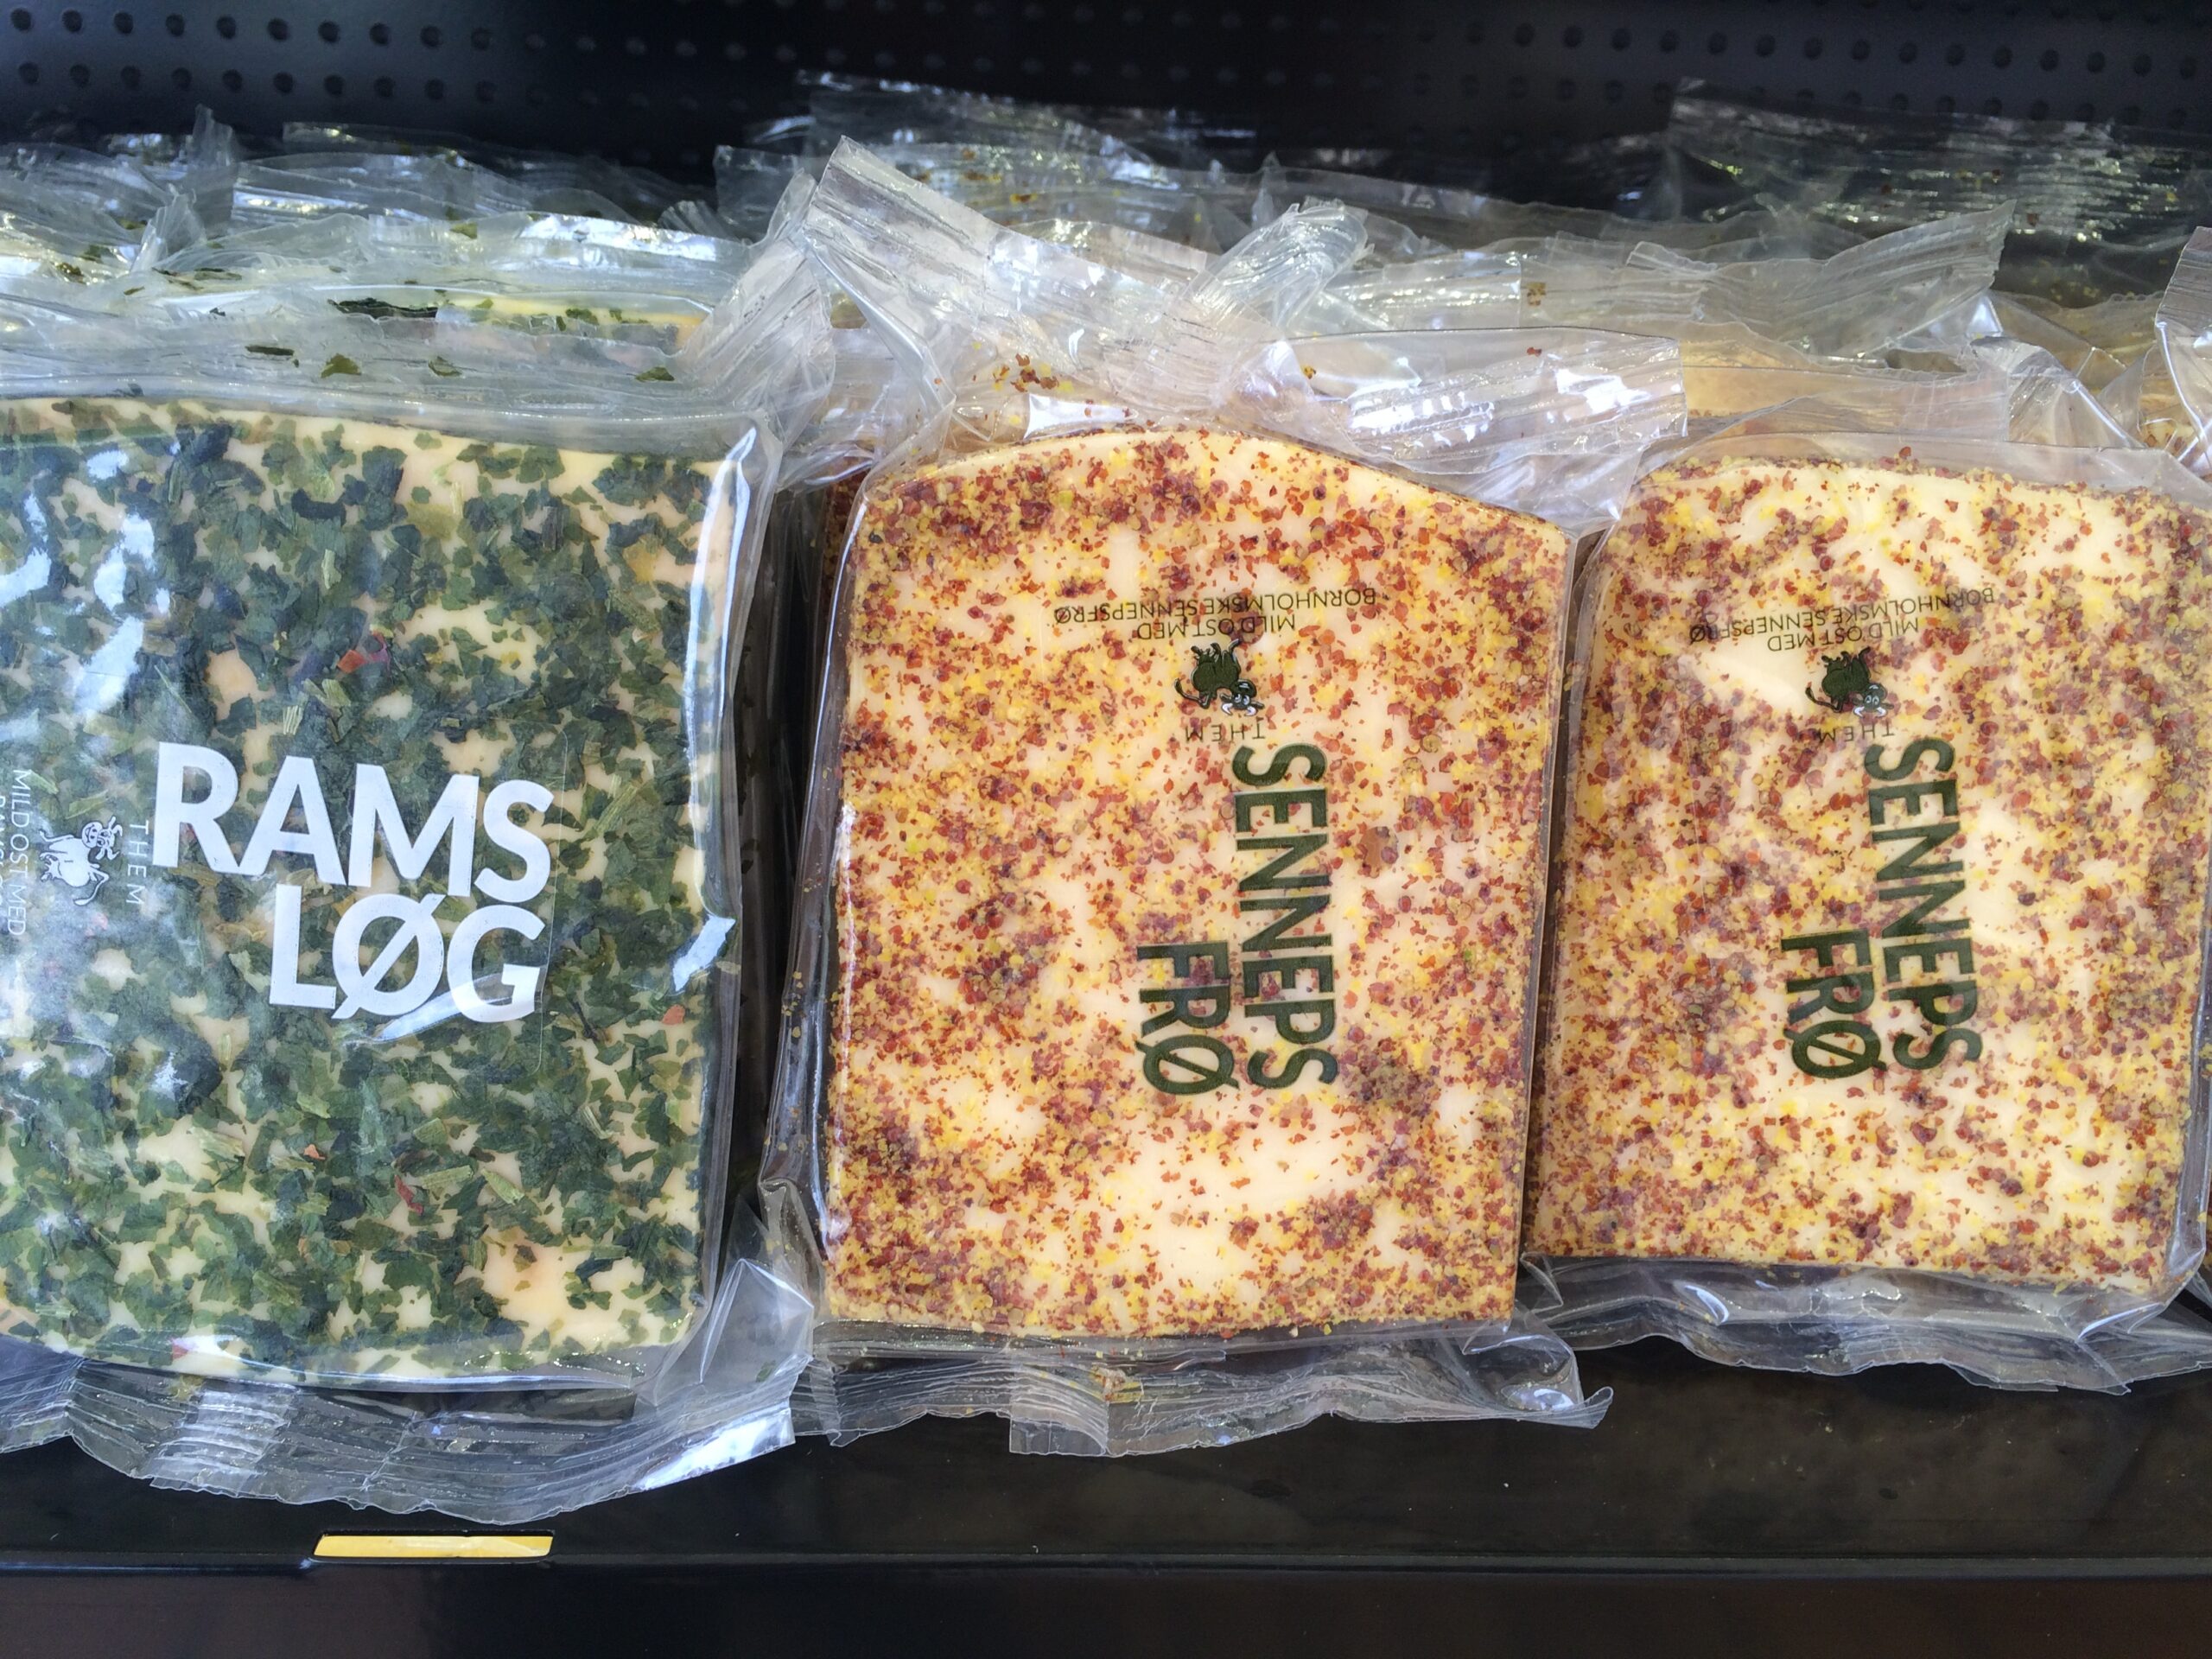 RAMS
LØG
THEM
MILD OST MED
SENNEPS
FRØ
THEM
MILD OST MED
BORNHOLMSKE SENNEPSFRØ
SENNEPS
FRØ
THEM
MILD OST MED
BORNHOLMSKE SENNEPSFRØ